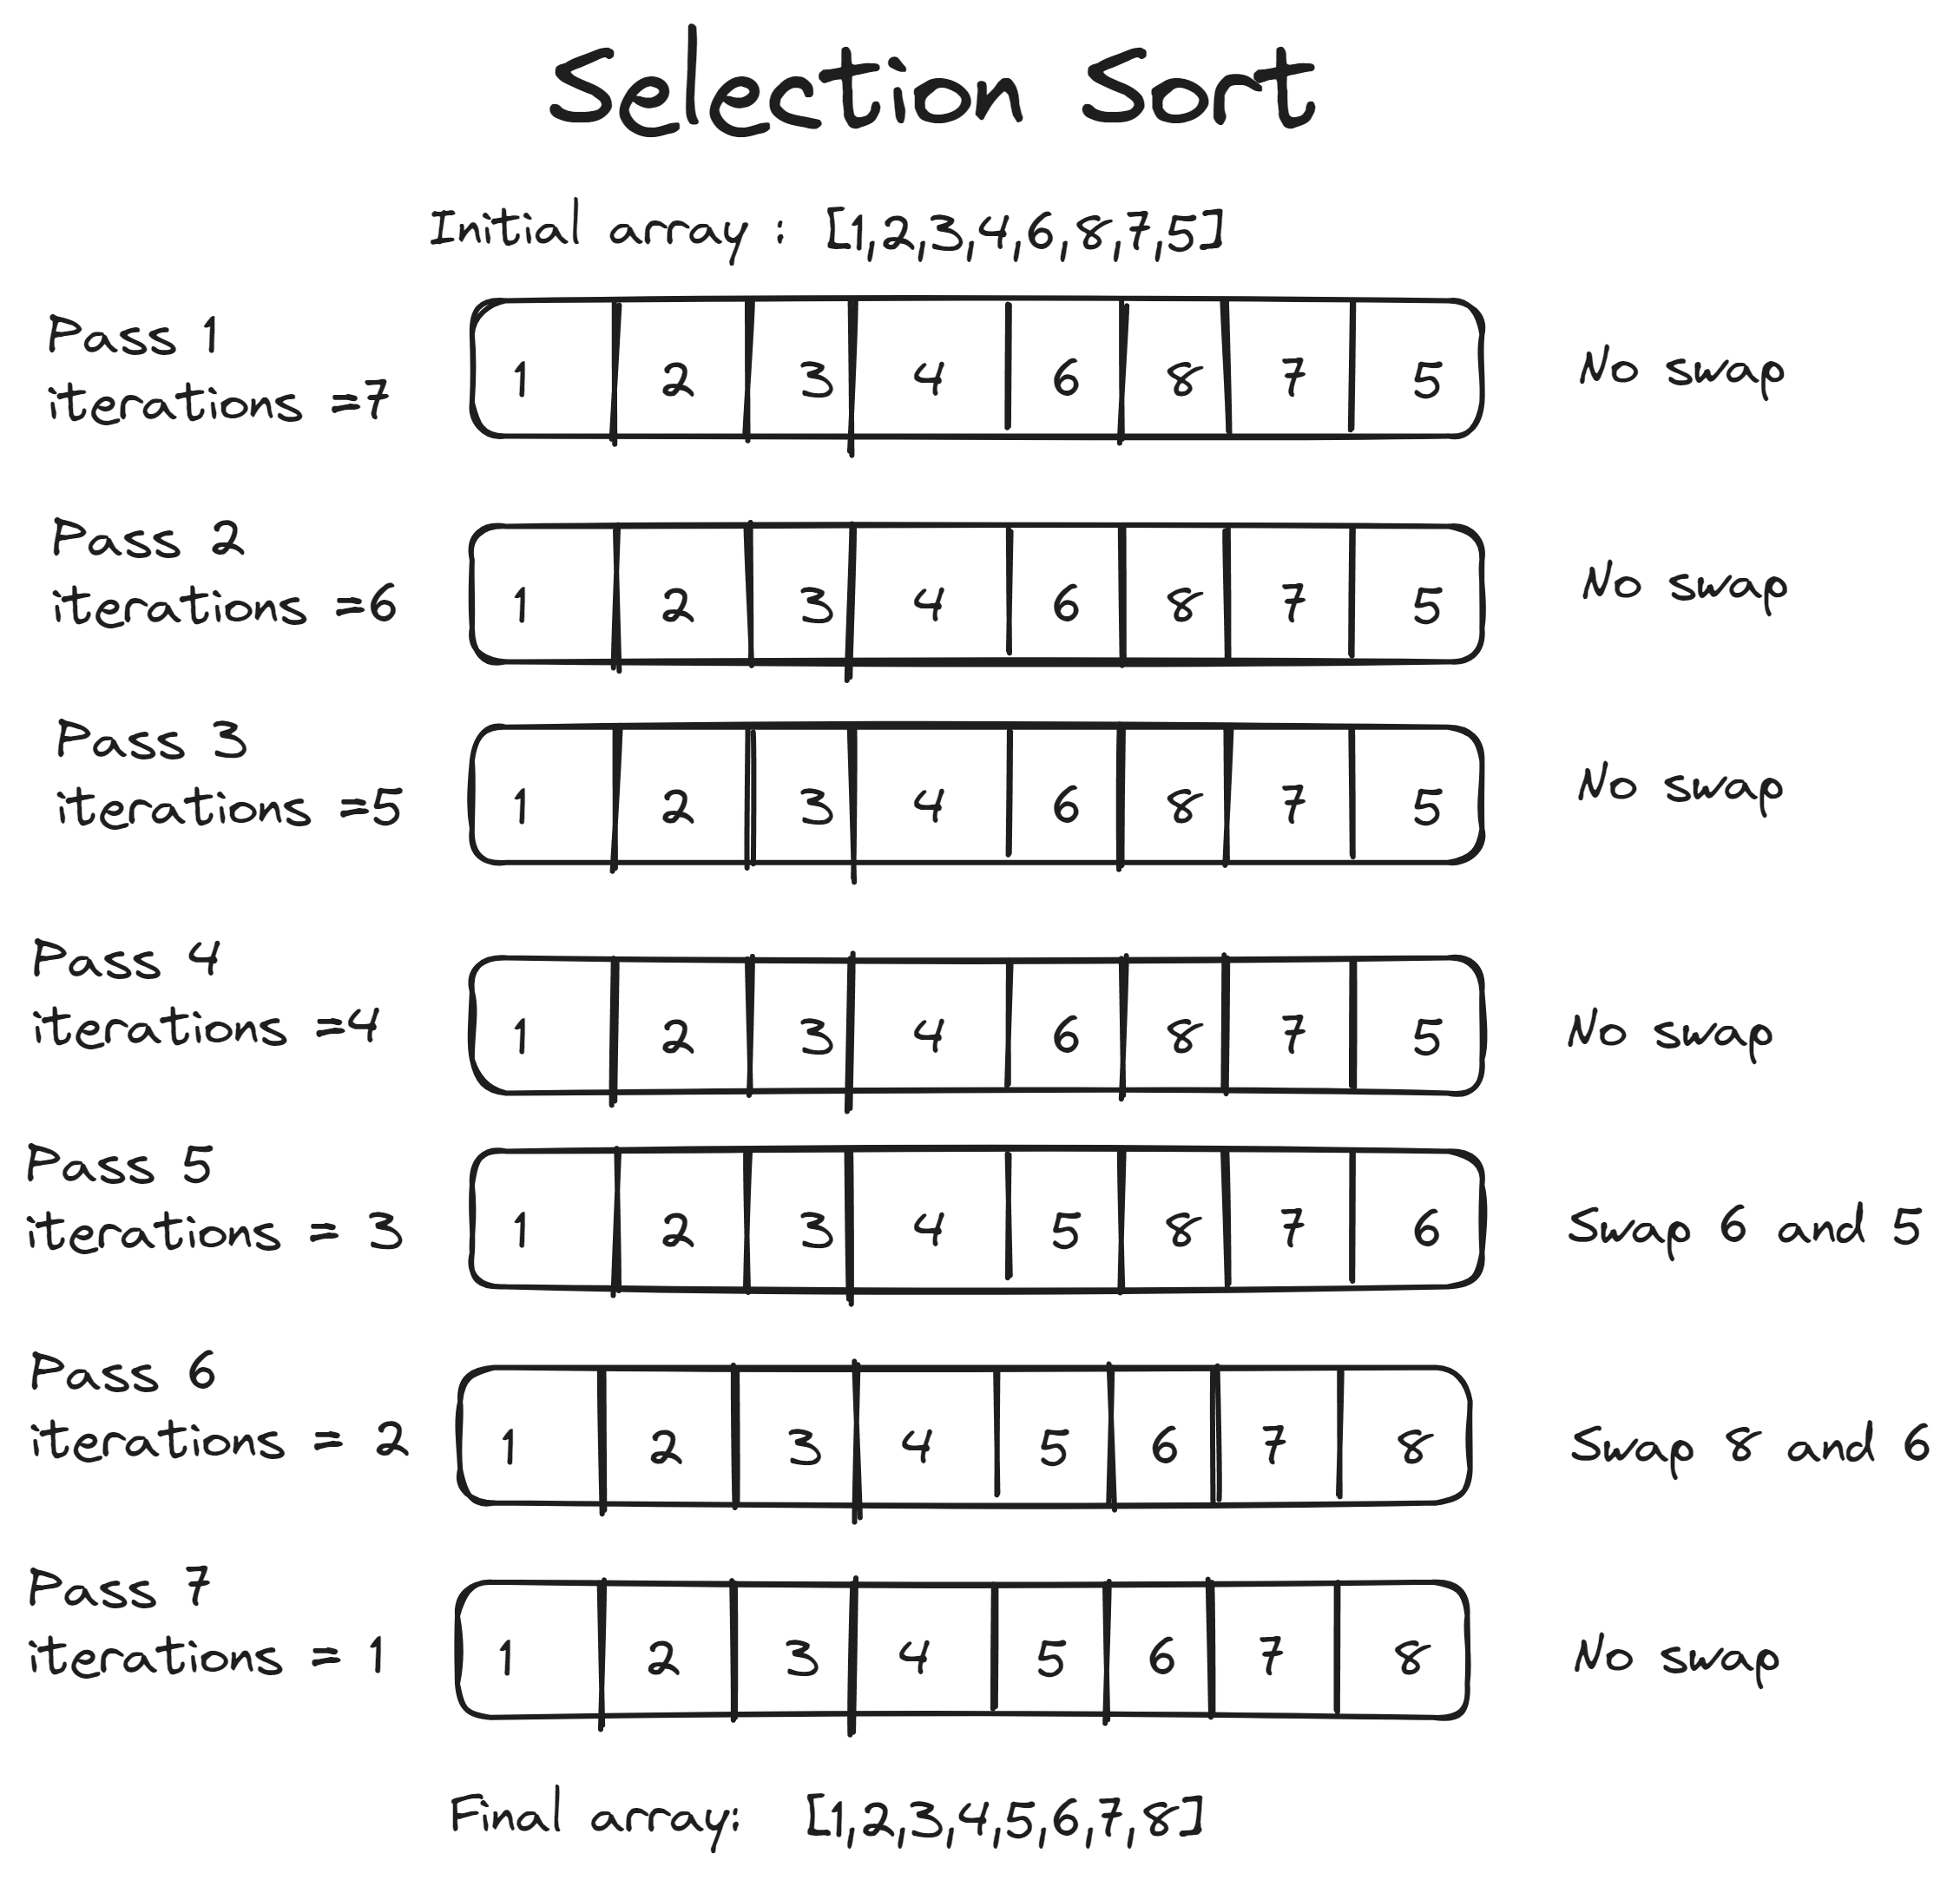 Selection Sort
Initial array : [1,2,3,4,6,8,7,5]
Pass 1
iterations =7
1 2 3 4 6 8 7 5
No swap
Pass 2
iterations =6
1 2 3 4 6 8 7 5
No swap
Pass 3
iterations =5
1 2 3 4 6 8 7 5
No swap
Pass 4
iterations =4
1 2 3 4 6 8 7 5
No swap
Pass 5
iterations = 3
1 2 3 4 5 8 7 6
Swap 6 and 5
Pass 6
iterations = 2
1 2 3 4 5 6 7 8
Swap 8 and 6
Pass 7
iterations = 1
1 2 3 4 5 6 7 8
No swap
Final array: [1,2,3,4,5,6,7,8]